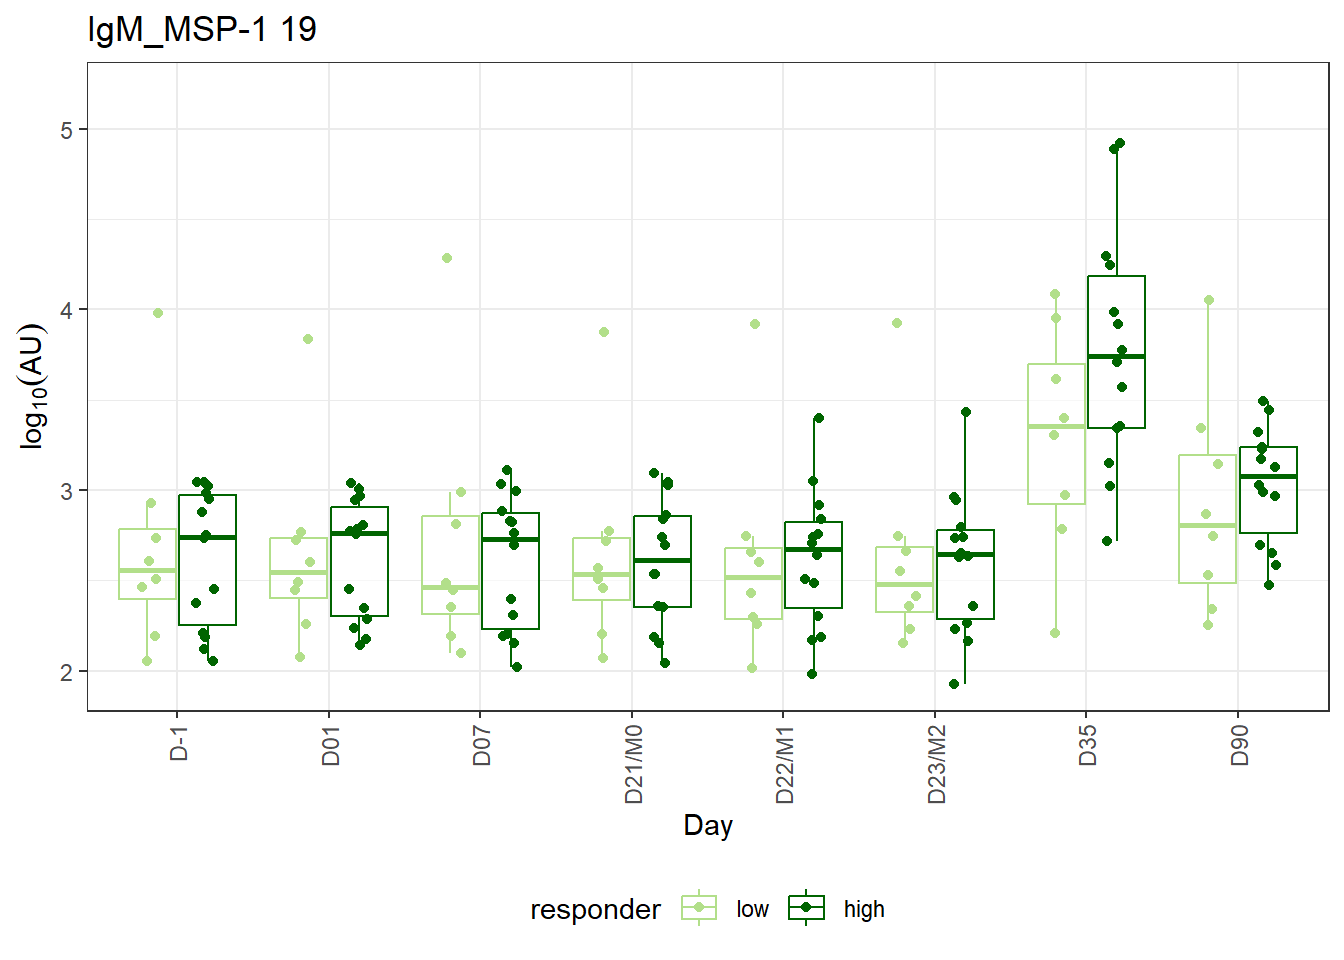 IgM_MSP-1 19
log10(AU)
5
4
3
2
D-1
D01
D07
D21/M0
D22/M1
D23/M2
D35
D90
Day
responder low high